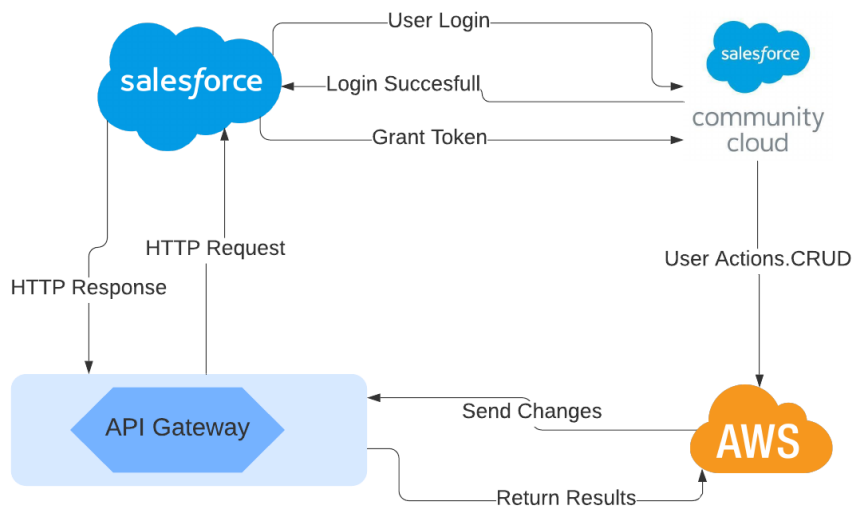 User Login
salesforce
salesforce
Login Succesfull
community
cloud
Grant Token
HTTP Request
User Actions.CRUD
HTTP Response
Send Changes
API Gateway
AWS
Return Results